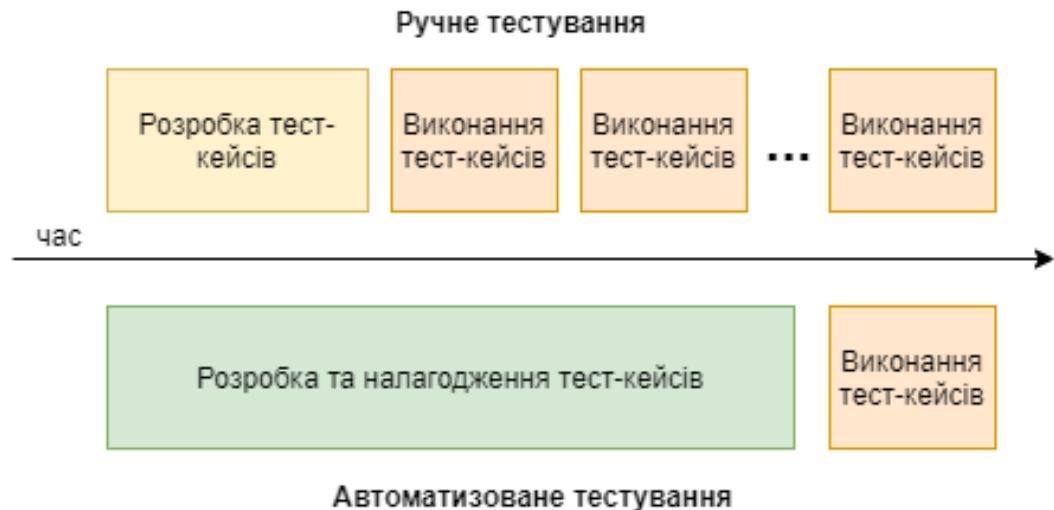 Ручне тестування
Розробка тест-
кейсів
Виконання
тест-кейсів
Виконання
тест-кейсів
...
Виконання
тест-кейсів
час
Розробка та налагодження тест-кейсів
Виконання
тест-кейсів
Автоматизоване тестування